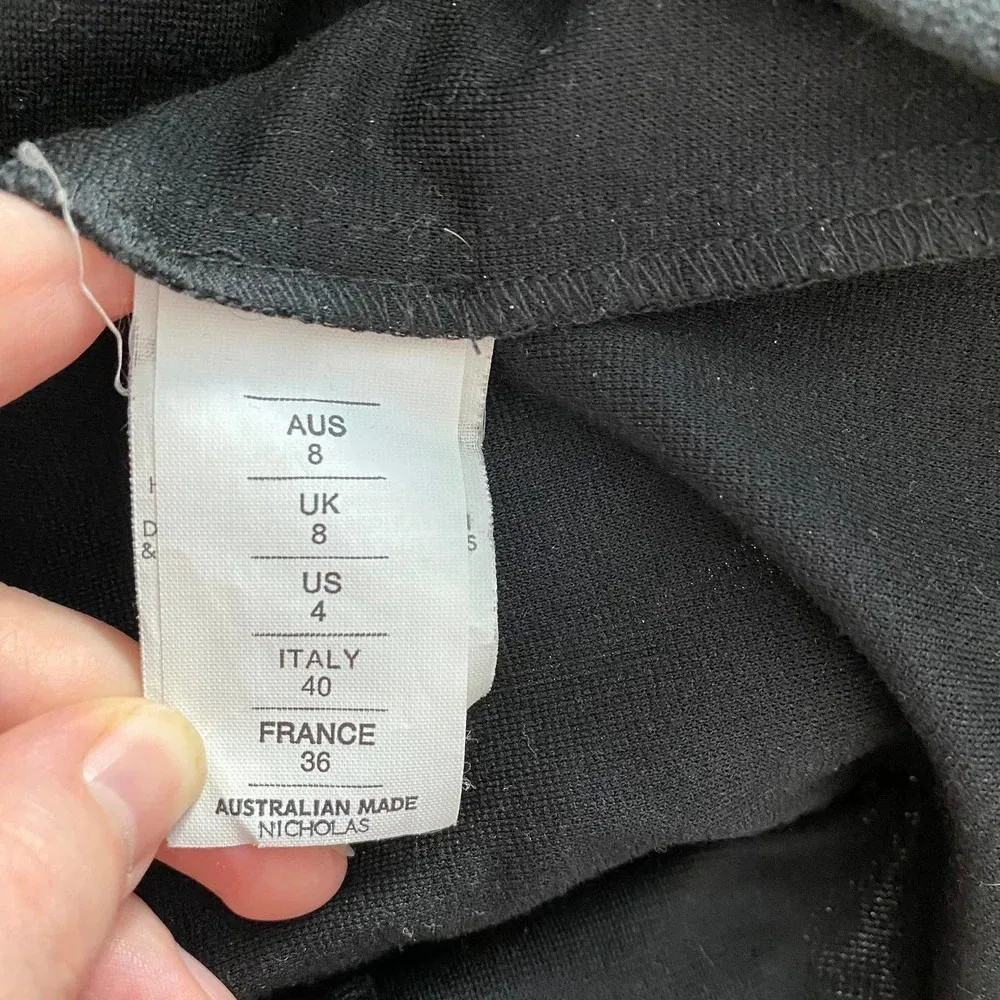 AUS
8
UK
8
US
4
ITALY
40
FRANCE
36
AUSTRALIAN MADE
NICHOLAS
D
&
S